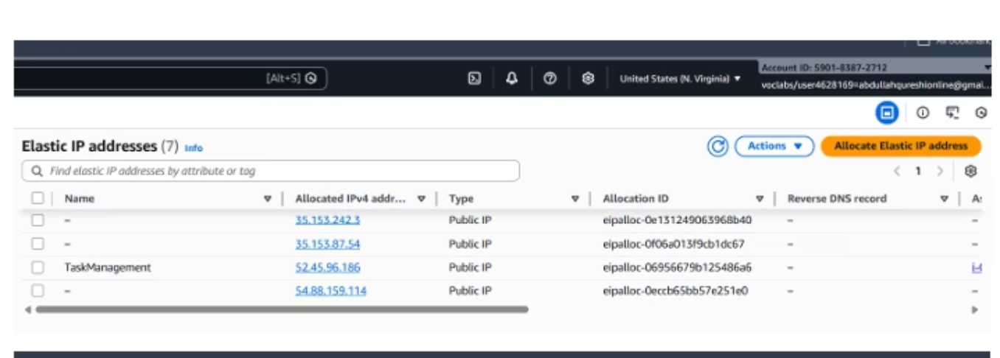 [Alt+S]
United States (N. Virginia) ▼
Account ID: 5901-8387-2712
voclabs/user4628169=abdullahqureshionline@gmai...
Elastic IP addresses (7) Info
Actions ▼
Allocate Elastic IP address
Find elastic IP addresses by attribute or tag
1
Name Allocated IPv4 addr... Type Allocation ID Reverse DNS record
– 35.153.242.3 Public IP eipalloc-0e131249063968b40 – –
– 35.153.87.54 Public IP eipalloc-0f06a013f9cb1dc67 – –
TaskManagement 52.45.96.186 Public IP eipalloc-06956679b125486a6 –
– 54.88.159.114 Public IP eipalloc-0eccb65bb57e251e0 – –